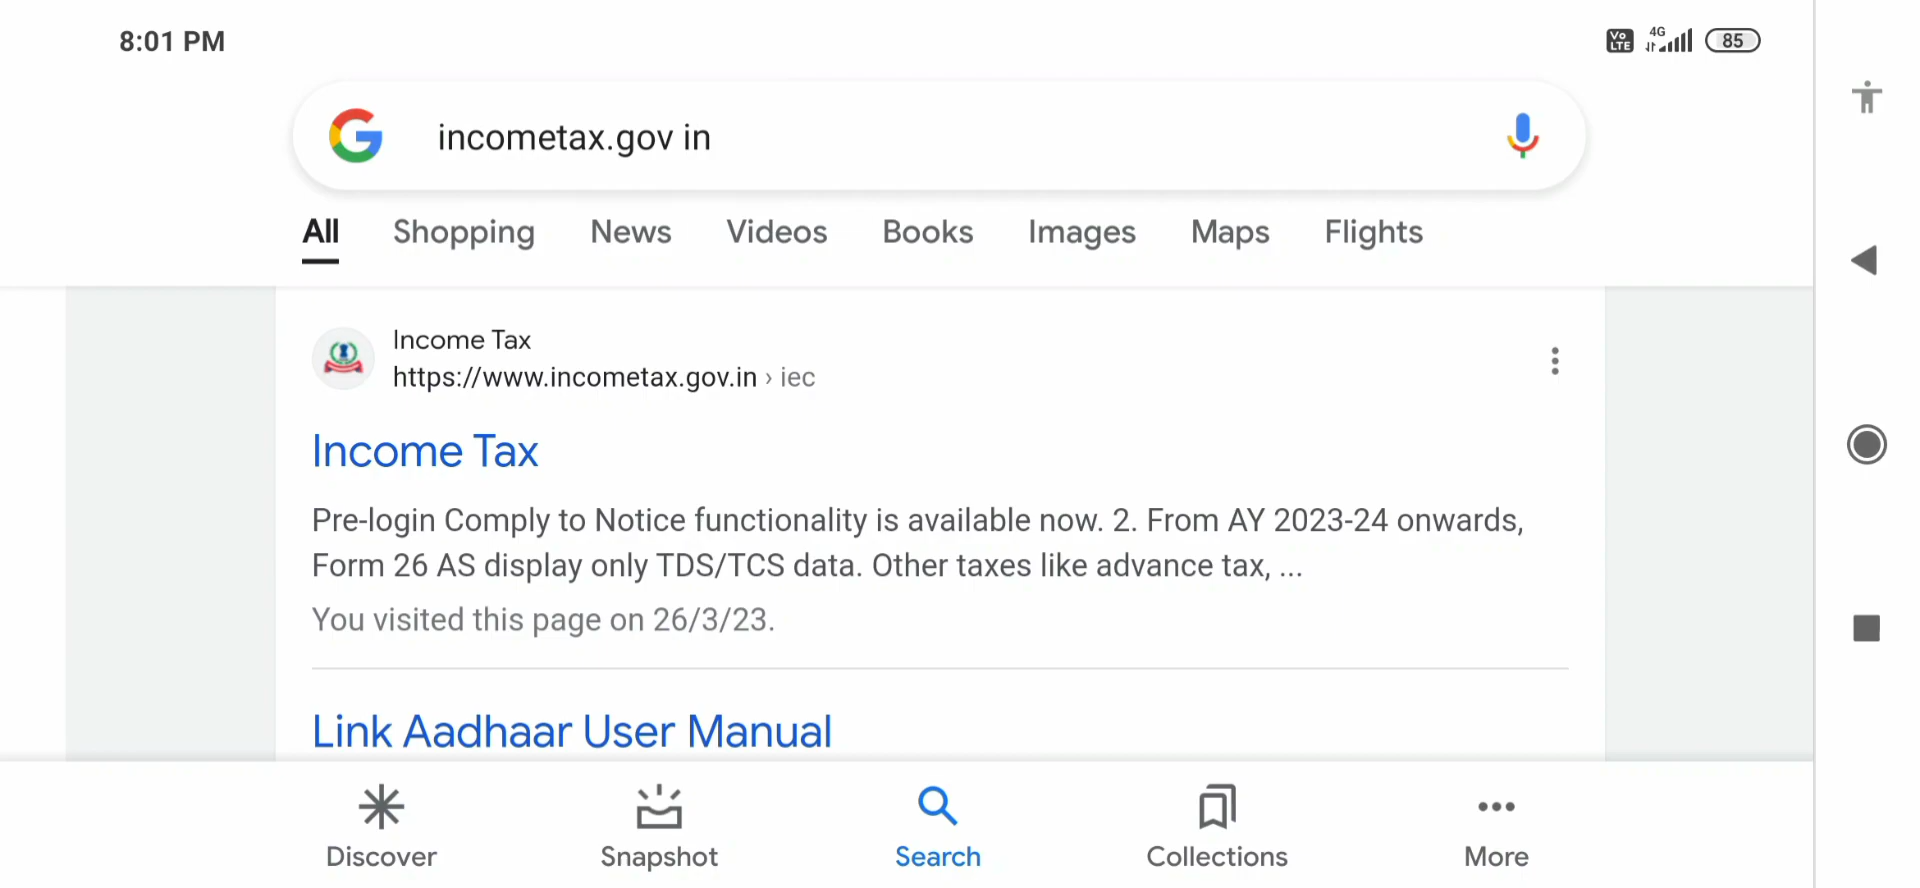 8:01 PM
Vo LTE 4G 85
incometax.gov in
All Shopping News Videos Books Images Maps Flights
Income Tax
https://www.incometax.gov.in › iec
Income Tax
Pre-login Comply to Notice functionality is available now. 2. From AY 2023-24 onwards,
Form 26 AS display only TDS/TCS data. Other taxes like advance tax, ...
You visited this page on 26/3/23.
Link Aadhaar User Manual
Discover Snapshot Search Collections More